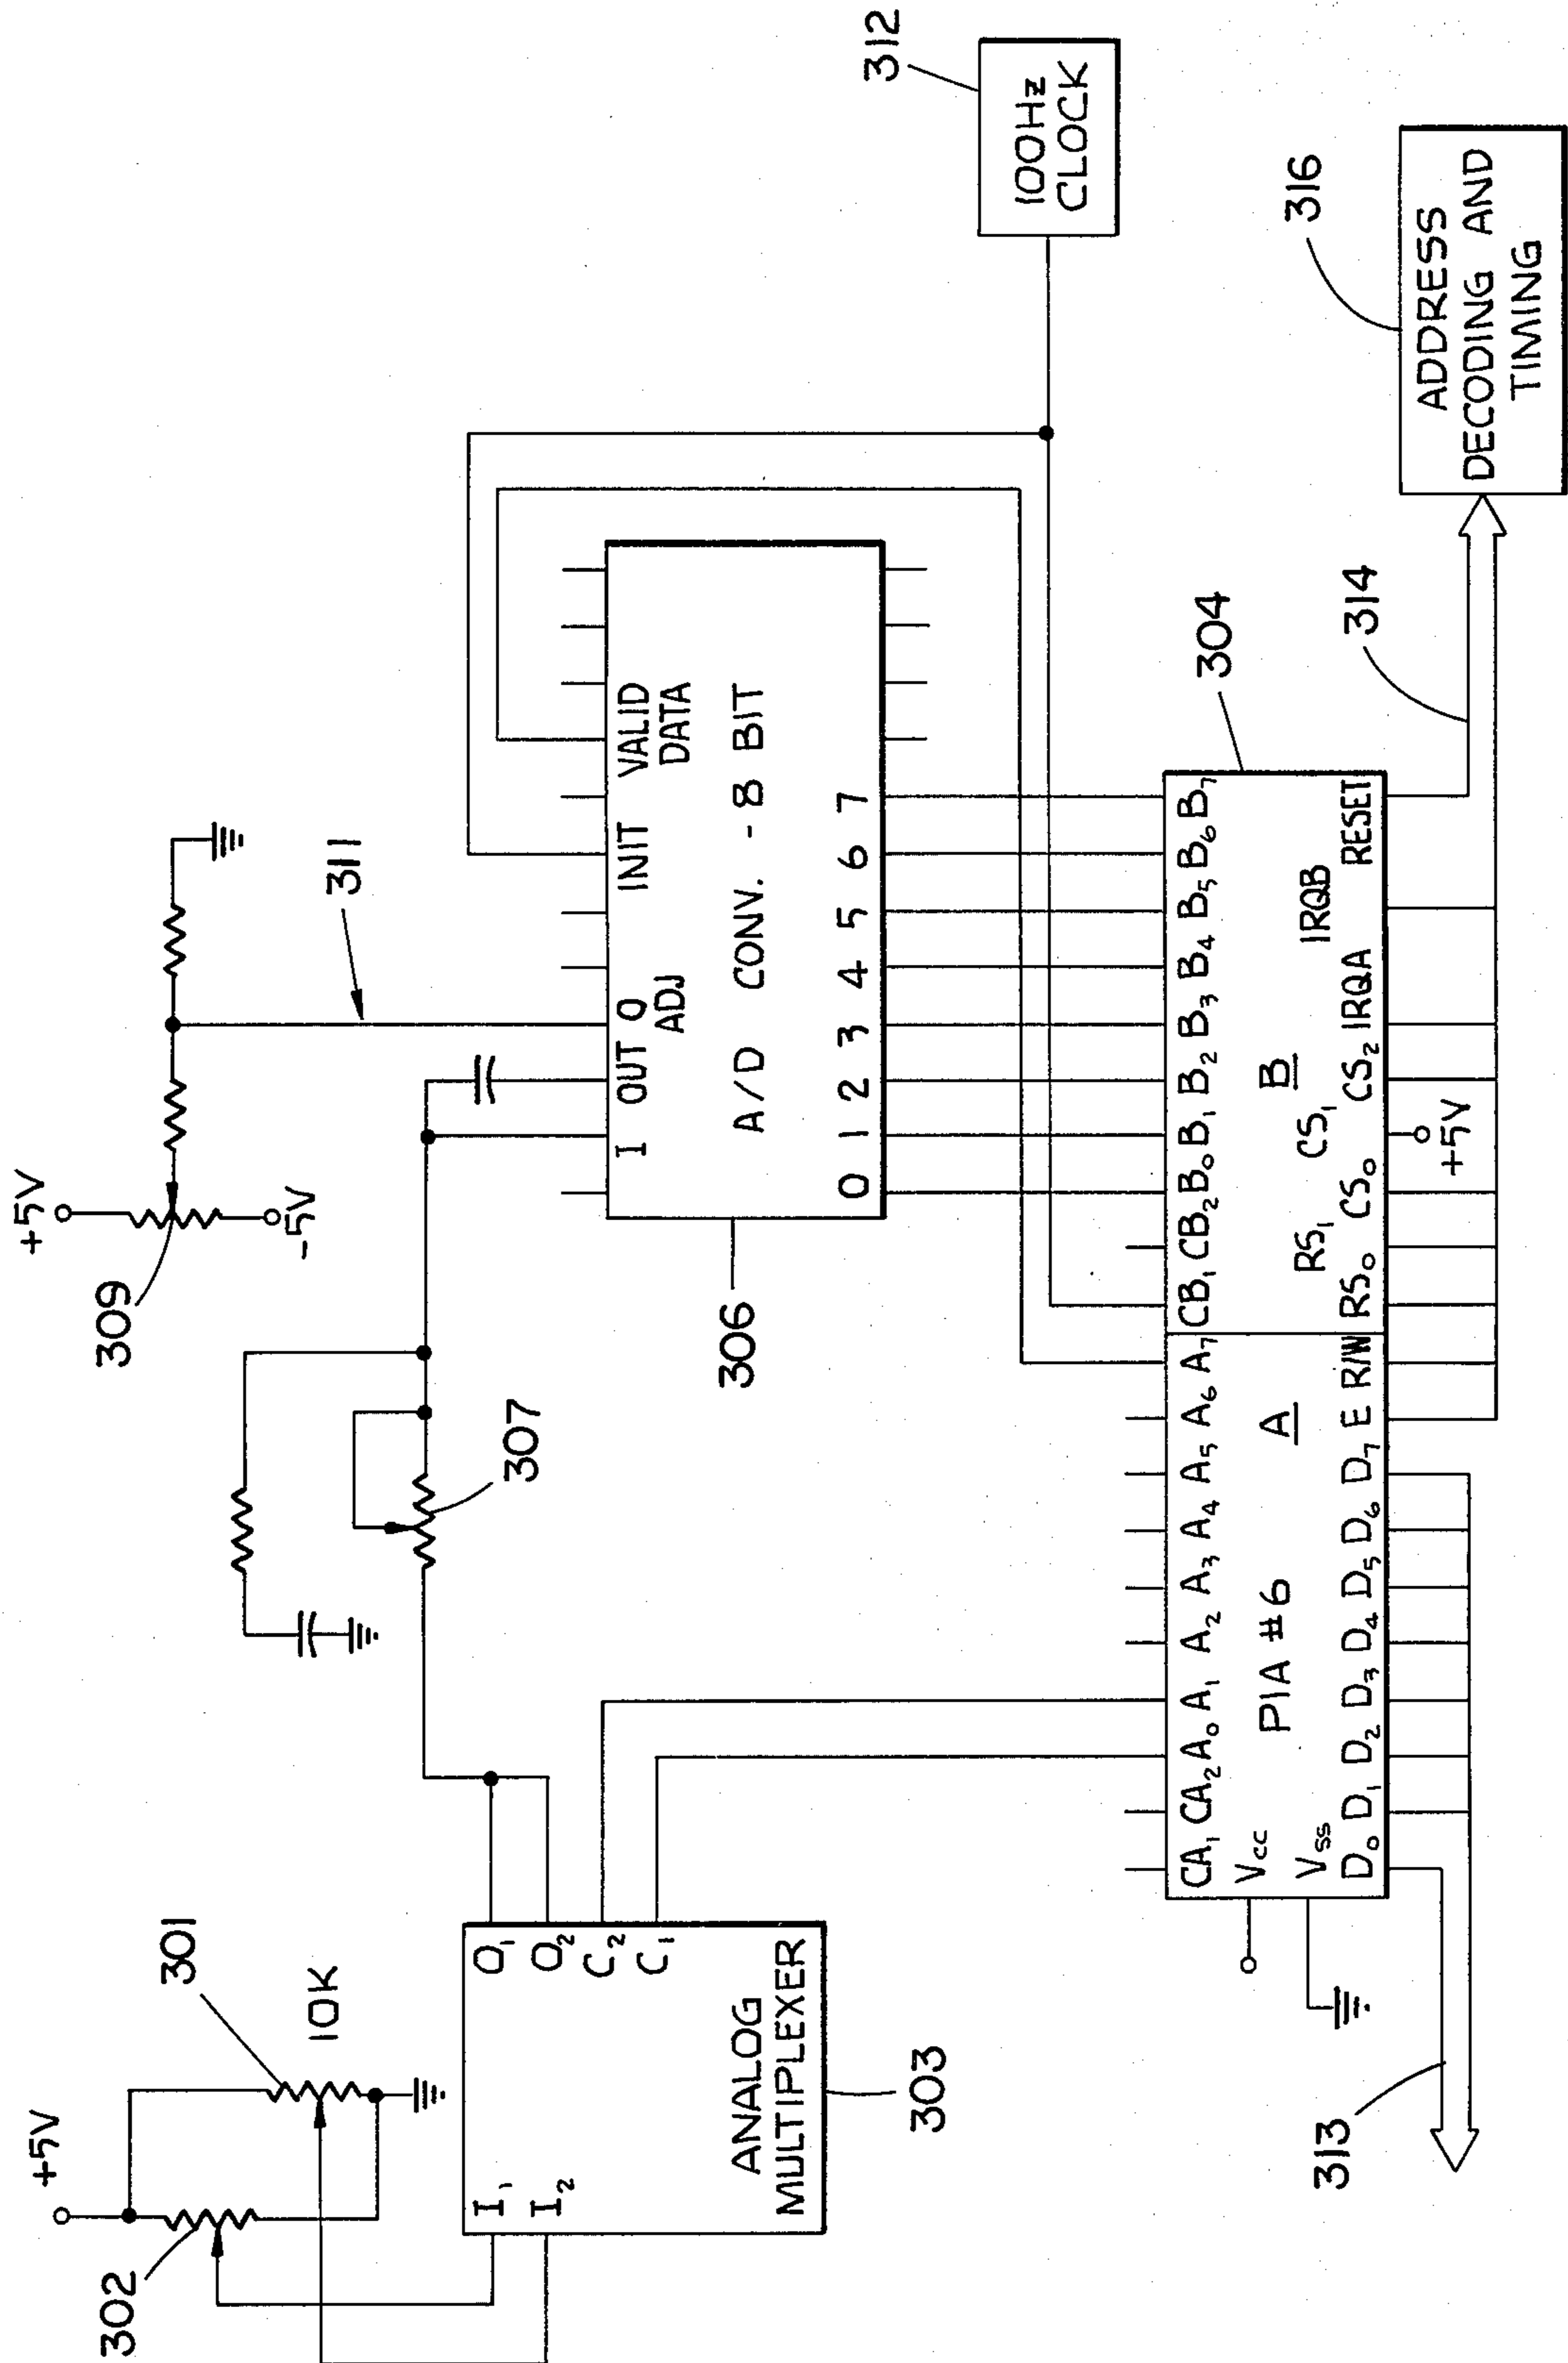 +5V
302
301
10K
I₁
I₂
O₁
O₂
C₂
C₁
ANALOG
MULTIPLEXER
303
307
+5V
309
-5V
311
I OUT O INIT VALID
ADJ DATA
A/D CONV. - 8 BIT
0 1 2 3 4 5 6 7
306
312
100Hz
CLOCK
304
CA₁ CA₂ A₀ A₁ A₂ A₃ A₄ A₅ A₆ A₇ CB₁ CB₂ B₀ B₁ B₂ B₃ B₄ B₅ B₆ B₇
Vcc
PIA #6 A B
Vss RS₁ CS₁ IRQB
D₀ D₁ D₂ D₃ D₄ D₅ D₆ D₇ E R/W RS₀ CS₀ CS₂ IRQA RESET
+5V
313
314
316
ADDRESS
DECODING AND
TIMING